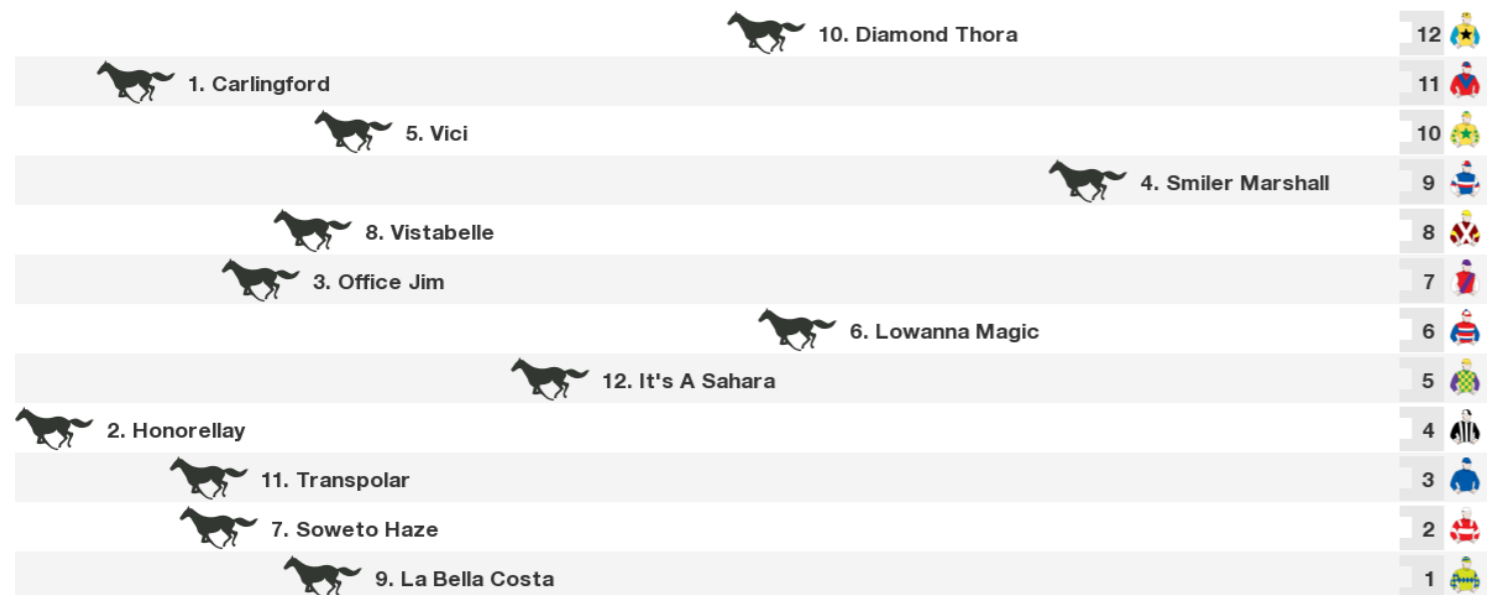 10. Diamond Thora 12
1. Carlingford 11
5. Vici 10
4. Smiler Marshall 9
8. Vistabelle 8
3. Office Jim 7
6. Lowanna Magic 6
12. It's A Sahara 5
2. Honorellay 4
11. Transpolar 3
7. Soweto Haze 2
9. La Bella Costa 1